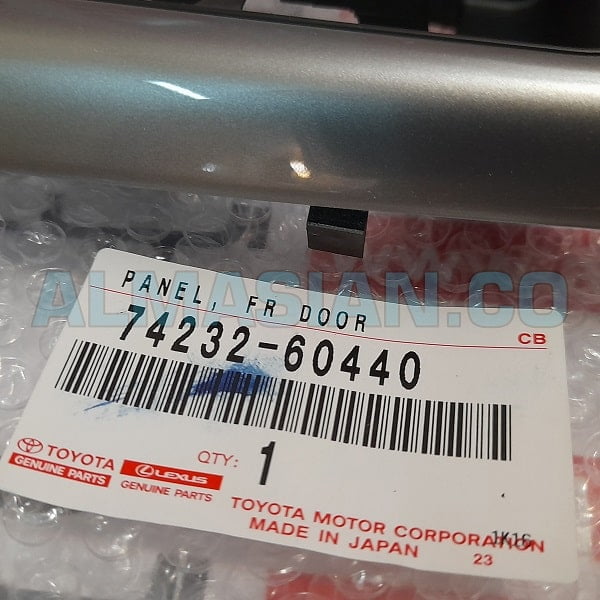 ALMASIAN.CO
PANEL, FR DOOR
CB
74232-60440
TOYOTA
GENUINE PARTS
LEXUS
GENUINE PARTS
QTY: 1
TOYOTA MOTOR CORPORATION
MADE IN JAPAN
1K16
23